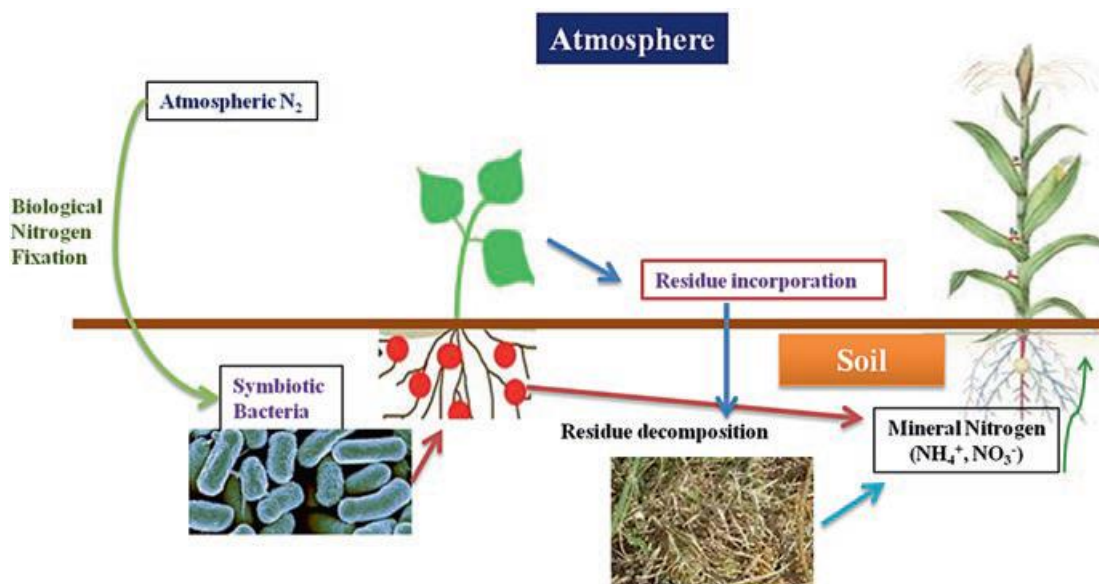 Atmosphere
Atmospheric N₂
Biological
Nitrogen
Fixation
Residue incorporation
Soil
Symbiotic
Bacteria
Residue decomposition
Mineral Nitrogen
(NH₄⁺, NO₃⁻)